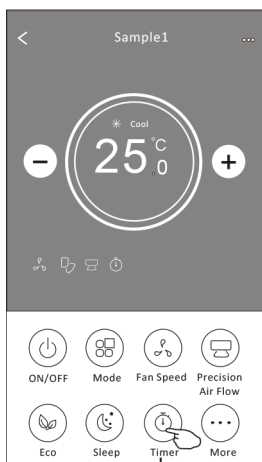 Sample1
Cool
25.0 °C
ON/OFF Mode Fan Speed Precision
Air Flow
Eco Sleep Timer More